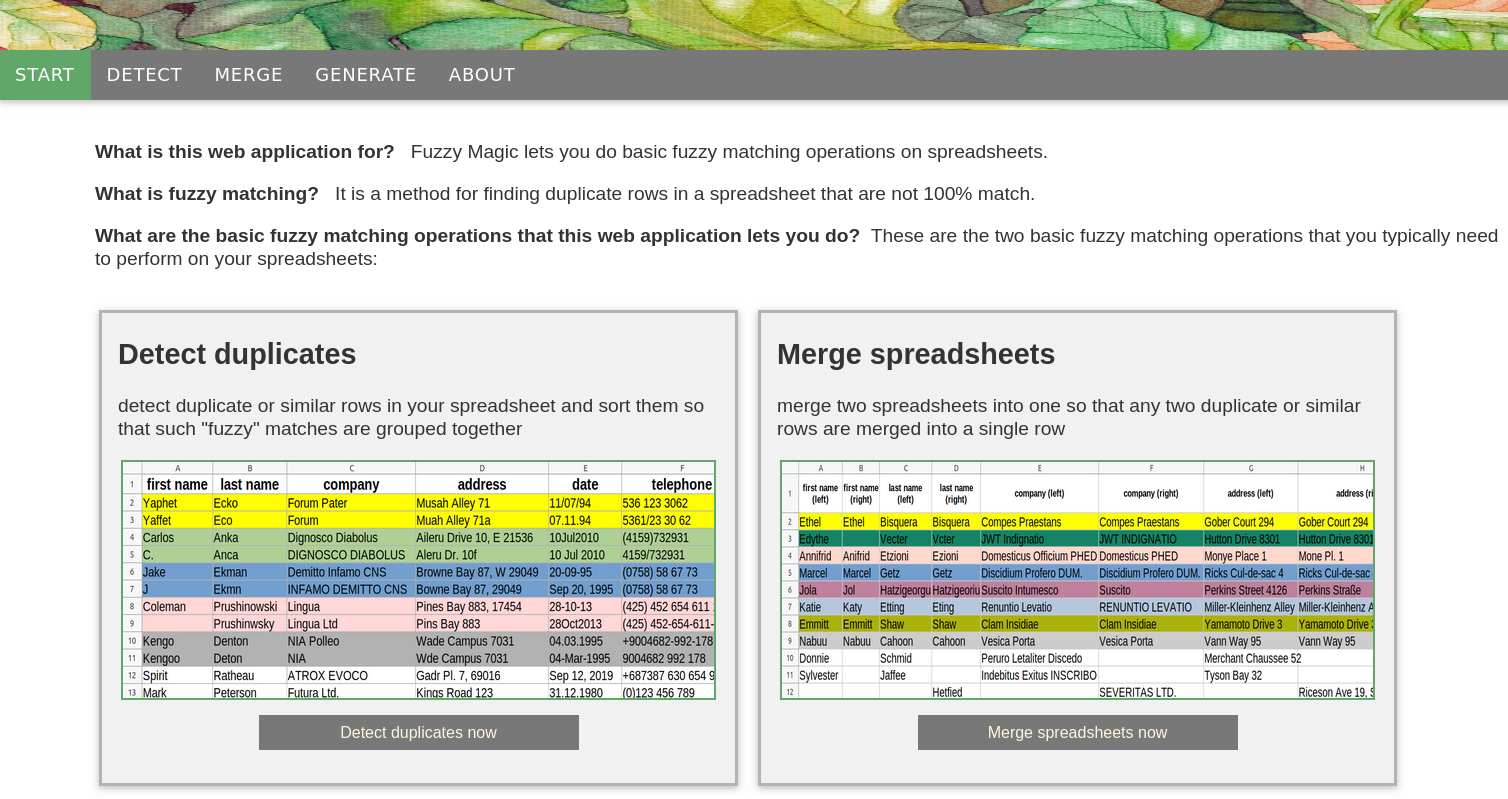 START DETECT MERGE GENERATE ABOUT
What is this web application for? Fuzzy Magic lets you do basic fuzzy matching operations on spreadsheets.
What is fuzzy matching? It is a method for finding duplicate rows in a spreadsheet that are not 100% match.
What are the basic fuzzy matching operations that this web application lets you do? These are the two basic fuzzy matching operations that you typically need
to perform on your spreadsheets:
Detect duplicates
detect duplicate or similar rows in your spreadsheet and sort them so
that such "fuzzy" matches are grouped together
A B C D E F
1 first name last name company address date telephone
2 Yaphet Ecko Forum Pater Musah Alley 71 11/07/94 536 123 3062
3 Yaffet Eco Forum Muah Alley 71a 07.11.94 5361/23 30 62
4 Carlos Anka Dignosco Diabolus Aileru Drive 10, E 21536 10Jul2010 (4159)732931
5 C. Anca DIGNOSCO DIABOLUS Aleru Dr. 10f 10 Jul 2010 4159/732931
6 Jake Ekman Demitto Infamo CNS Browne Bay 87, W 29049 20-09-95 (0758) 58 67 73
7 J Ekmn INFAMO DEMITTO CNS Bowne Bay 87, 29049 Sep 20, 1995 (0758) 58 67 73
8 Coleman Prushinowski Lingua Pines Bay 883, 17454 28-10-13 (425) 452 654 611
9 Prushinwsky Lingua Ltd Pins Bay 883 28Oct2013 (425) 452-654-611-
10 Kengo Denton NIA Polleo Wade Campus 7031 04.03.1995 +9004682-992-178
11 Kengoo Deton NIA Wde Campus 7031 04-Mar-1995 9004682 992 178
12 Spirit Ratheau ATROX EVOCO Gadr Pl. 7, 69016 Sep 12, 2019 +687387 630 654 9
13 Mark Peterson Futura Ltd. Kings Road 123 31.12.1980 (0)123 456 789
Detect duplicates now
Merge spreadsheets
merge two spreadsheets into one so that any two duplicate or similar
rows are merged into a single row
A B C D E F G H
1 first name (left) first name (right) last name (left) last name (right) company (left) company (right) address (left) address (ri
2 Ethel Ethel Bisquera Bisquera Compes Praestans Compes Praestans Gober Court 294 Gober Court 294
3 Edythe Vecter Vcter JWT Indignatio JWT INDIGNATIO Hutton Drive 8301 Hutton Drive 8301
4 Annifrid Anifrid Etzioni Ezioni Domesticus Officium PHED Domesticus PHED Monye Place 1 Mone Pl. 1
5 Marcel Marcel Getz Getz Discidium Profero DUM. Discidium Profero DUM. Ricks Cul-de-sac 4 Ricks Cul-de-sac
6 Jola Jol Hatzigeorgu Hatzigeoriu Suscito Intumesco Suscito Perkins Street 4126 Perkins Straße
7 Katie Katy Etting Eting Renuntio Levatio RENUNTIO LEVATIO Miller-Kleinhenz Alley Miller-Kleinhenz A
8 Emmitt Emmitt Shaw Shaw Clam Insidiae Clam Insidiae Yamamoto Drive 3 Yamamoto Drive
9 Nabuu Nabuu Cahoon Cahoon Vesica Porta Vesica Porta Vann Way 95 Vann Way 95
10 Donnie Schmid Peruro Letaliter Discedo Merchant Chaussee 52
11 Sylvester Jaffee Indebitus Exitus INSCRIBO Tyson Bay 32
12 Hetfied SEVERITAS LTD. Riceson Ave 19,
Merge spreadsheets now